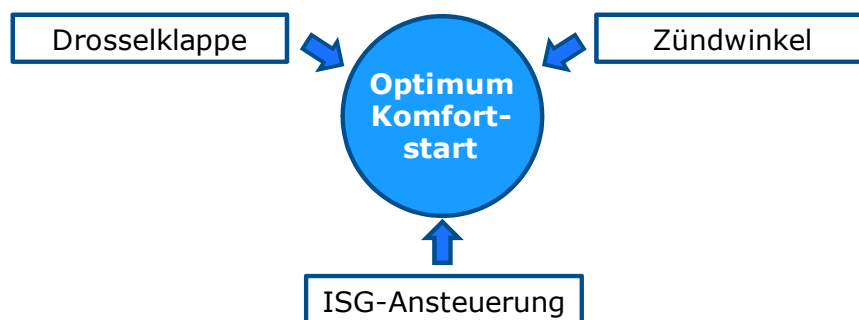 Drosselklappe
Zündwinkel
Optimum
Komfort-
start
ISG-Ansteuerung